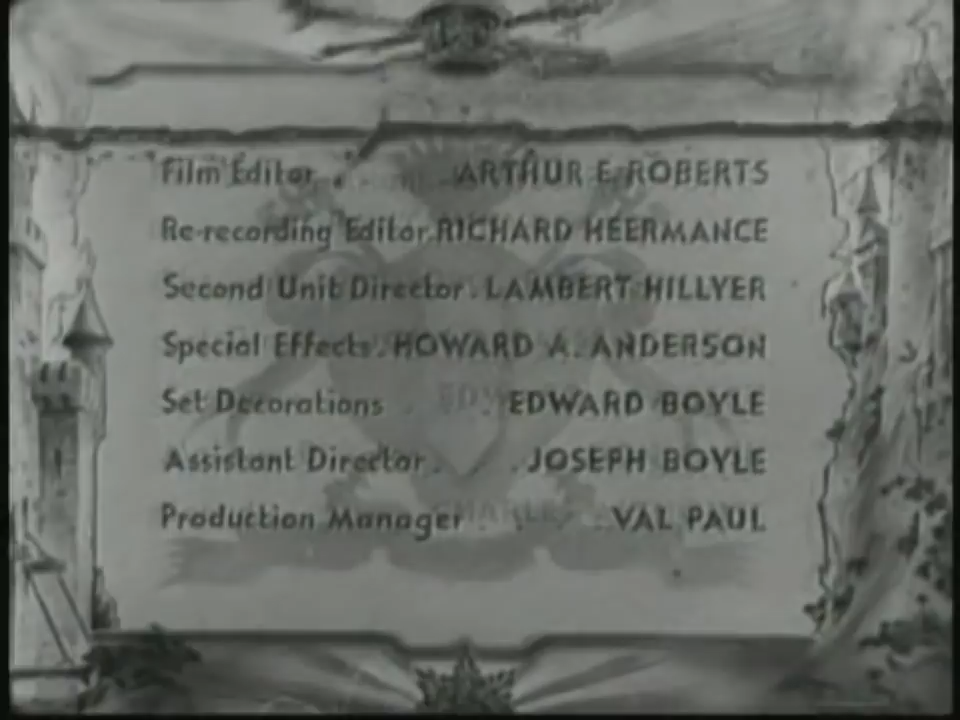 Film Editor . ARTHUR E. ROBERTS
Re-recording Editor RICHARD HEERMANCE
Second Unit Director . LAMBERT HILLYER
Special Effects . HOWARD A. ANDERSON
Set Decorations EDWARD BOYLE
Assistant Director . . JOSEPH BOYLE
Production Manager . . VAL PAUL